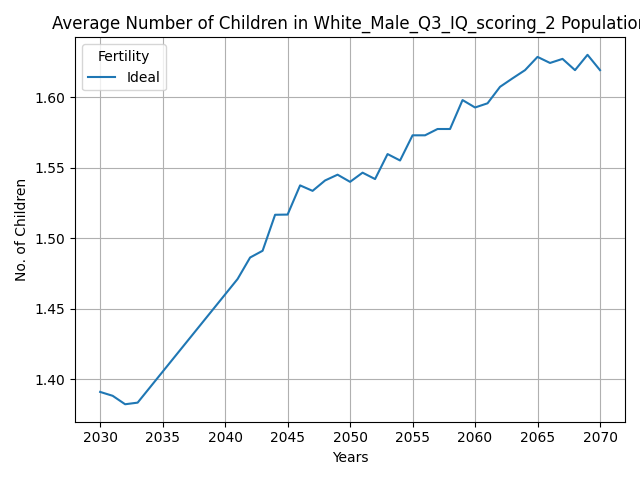 Average Number of Children in White_Male_Q3_IQ_scoring_2 Population
Fertility
Ideal
No. of Children
1.60
1.55
1.50
1.45
1.40
2030 2035 2040 2045 2050 2055 2060 2065 2070
Years